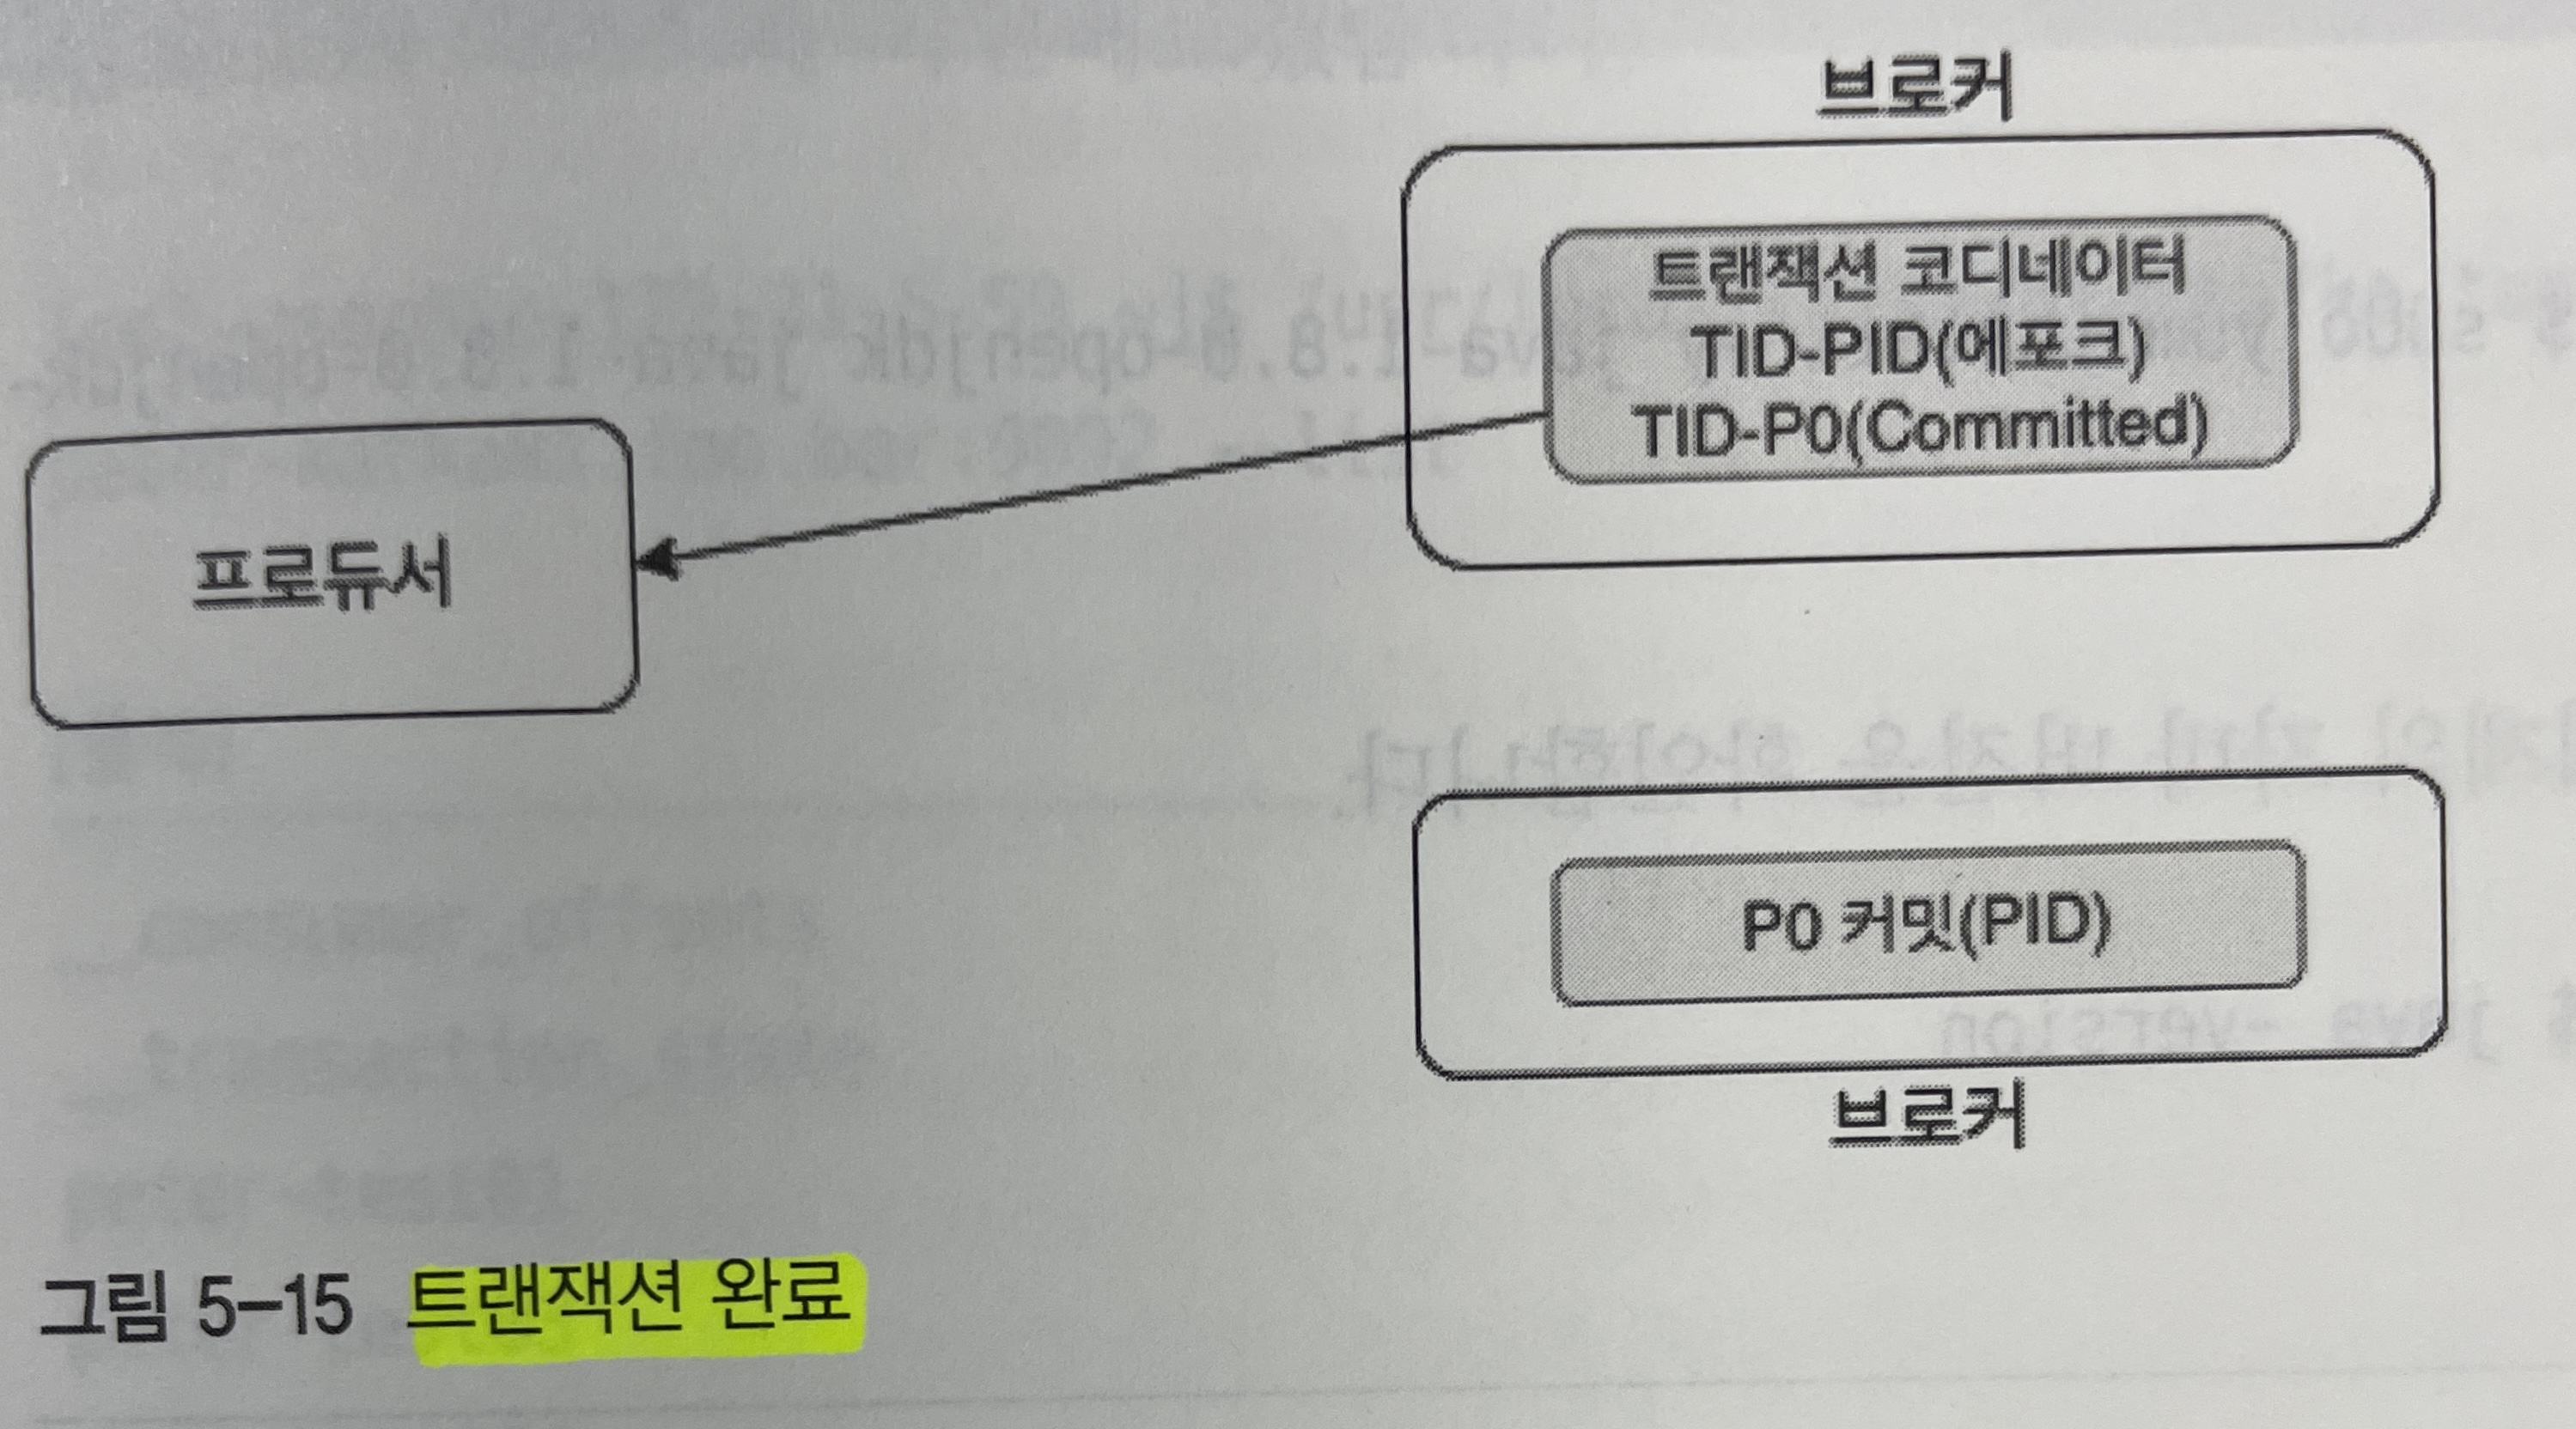 브로커
트랜잭션 코디네이터
TID-PID(에포크)
TID-P0(Committed)
프로듀서
P0 커밋(PID)
브로커
그림 5-15 트랜잭션 완료